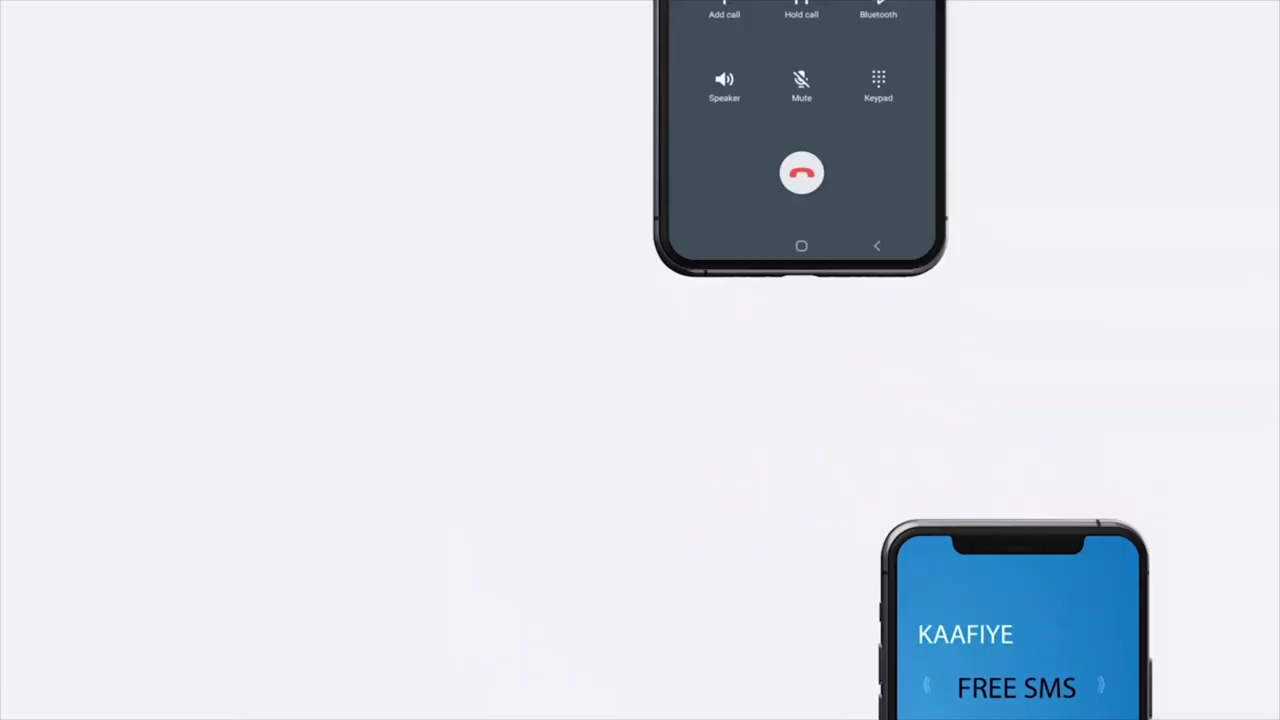 Add call Hold call Bluetooth
Speaker Mute Keypad
KAAFIYE
FREE SMS